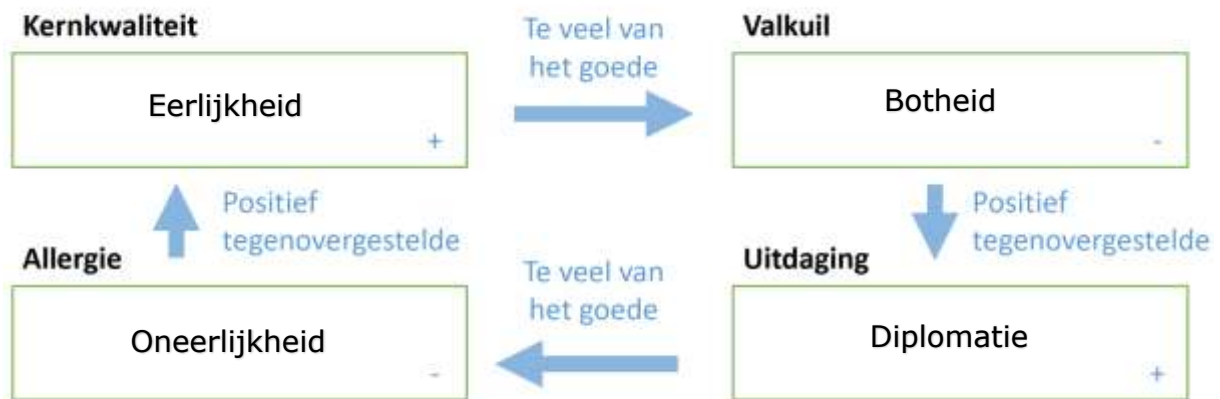 Kernkwaliteit
Te veel van
het goede
Valkuil
Eerlijkheid
+
Botheid
-
Positief
tegenovergestelde
Positief
tegenovergestelde
Allergie
Te veel van
het goede
Uitdaging
Oneerlijkheid
-
Diplomatie
+